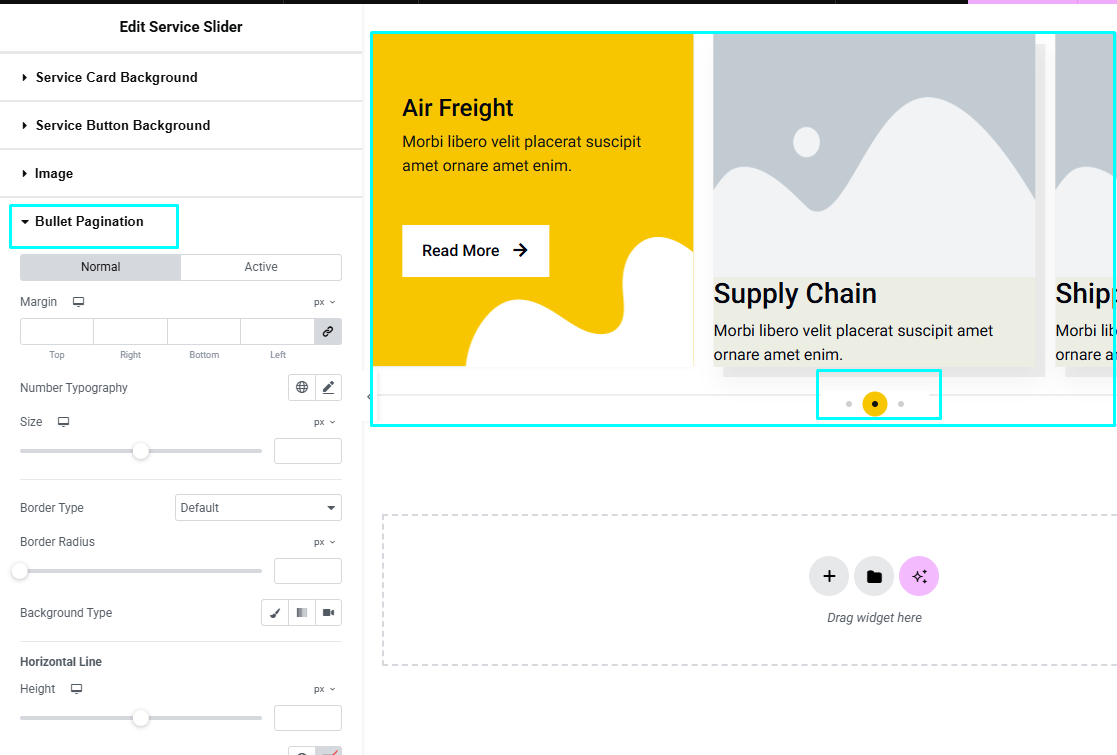 Edit Service Slider
Service Card Background
Service Button Background
Image
Bullet Pagination
Normal
Active
Margin
px
Top
Right
Bottom
Left
Number Typography
Size
px
Border Type
Default
Border Radius
px
Background Type
Horizontal Line
Height
px
Air Freight
Morbi libero velit placerat suscipit
amet ornare amet enim.
Read More
Supply Chain
Morbi libero velit placerat suscipit amet
ornare amet enim.
Shipp
Morbi lib
ornare a
Drag widget here